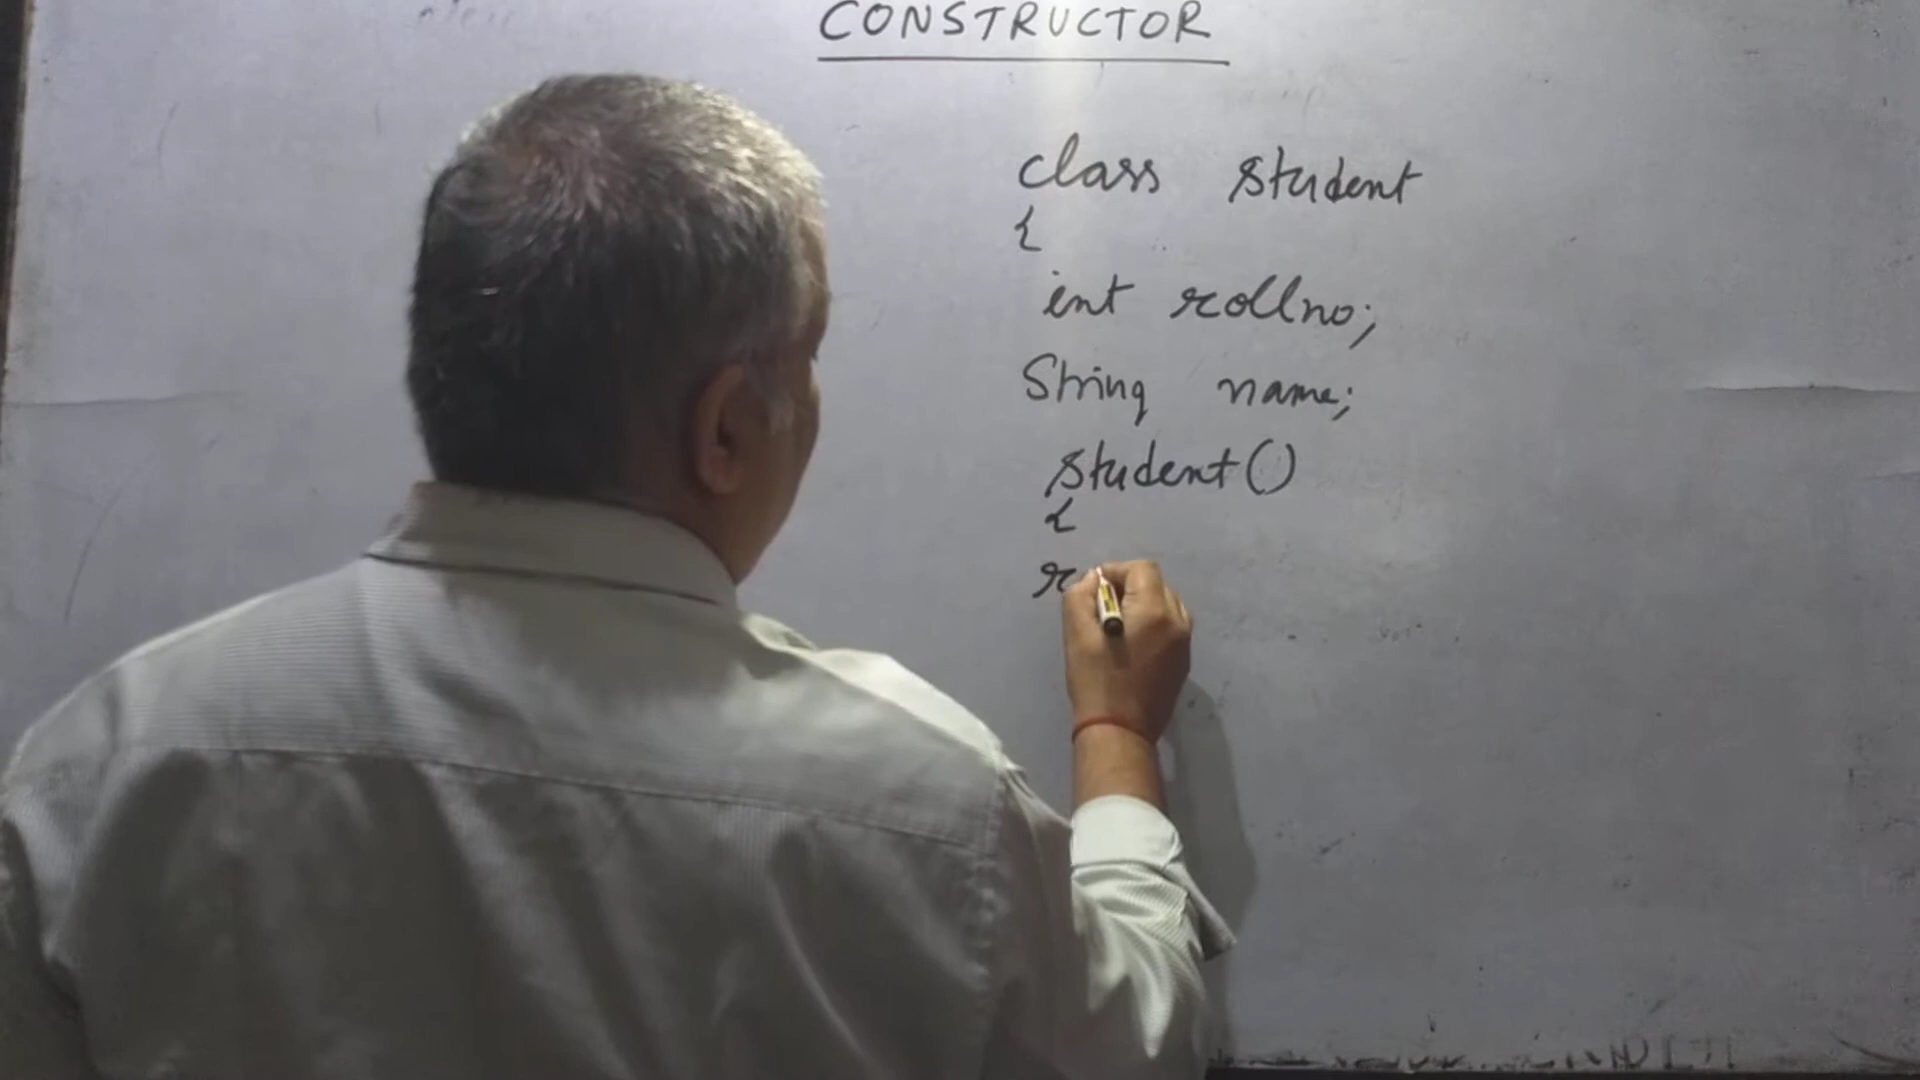 CONSTRUCTOR
class student
{
int rollno;
String name;
student()
{
r